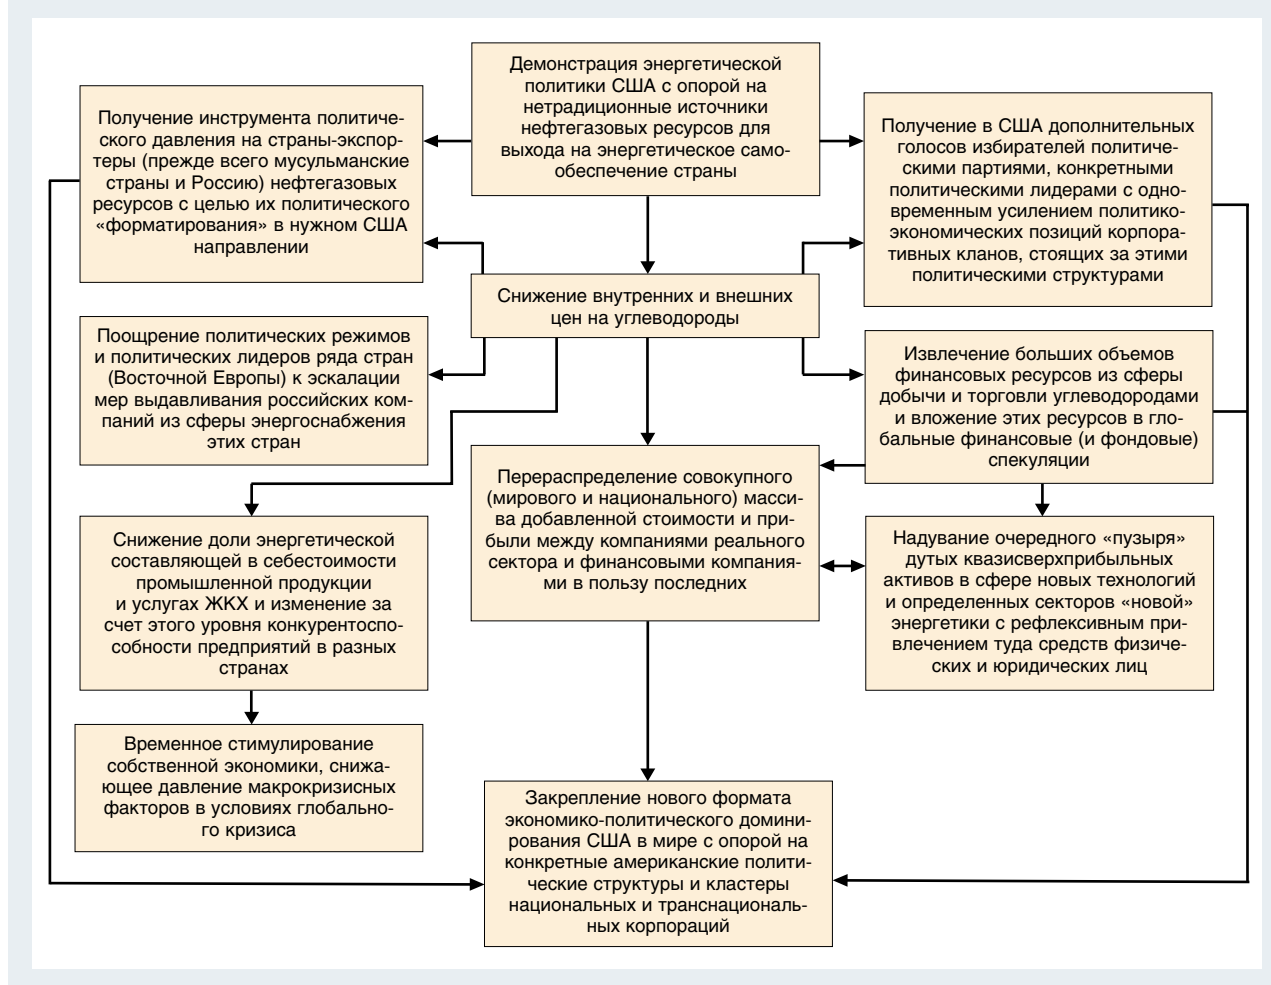 Демонстрация энергетической
политики США с опорой на
нетрадиционные источники
нефтегазовых ресурсов для
выхода на энергетическое само-
обеспечение страны
Получение инструмента политиче-
ского давления на страны-экспор-
теры (прежде всего мусульманские
страны и Россию) нефтегазовых
ресурсов с целью их политического
«форматирования» в нужном США
направлении
Получение в США дополнительных
голосов избирателей политиче-
скими партиями, конкретными
политическими лидерами с одно-
временным усилением политико-
экономических позиций корпора-
тивных кланов, стоящих за этими
политическими структурами
Снижение внутренних и внешних
цен на углеводороды
Поощрение политических режимов
и политических лидеров ряда стран
(Восточной Европы) к эскалации
мер выдавливания российских ком-
паний из сферы энергоснабжения
этих стран
Извлечение больших объемов
финансовых ресурсов из сферы
добычи и торговли углеводородами
и вложение этих ресурсов в гло-
бальные финансовые (и фондовые)
спекуляции
Перераспределение совокупного
(мирового и национального) масси-
ва добавленной стоимости и при-
были между компаниями реального
сектора и финансовыми компания-
ми в пользу последних
Снижение доли энергетической
составляющей в себестоимости
промышленной продукции
и услугах ЖКХ и изменение за
счет этого уровня конкурентоспо-
собности предприятий в разных
странах
Надувание очередного «пузыря»
дутых квазисверхприбыльных
активов в сфере новых технологий
и определенных секторов «новой»
энергетики с рефлексивным при-
влечением туда средств физиче-
ских и юридических лиц
Временное стимулирование
собственной экономики, снижа-
ющее давление макрокризисных
факторов в условиях глобально-
го кризиса
Закрепление нового формата
экономико-политического домини-
рования США в мире с опорой на
конкретные американские полити-
ческие структуры и кластеры
национальных и транснациональ-
ных корпораций